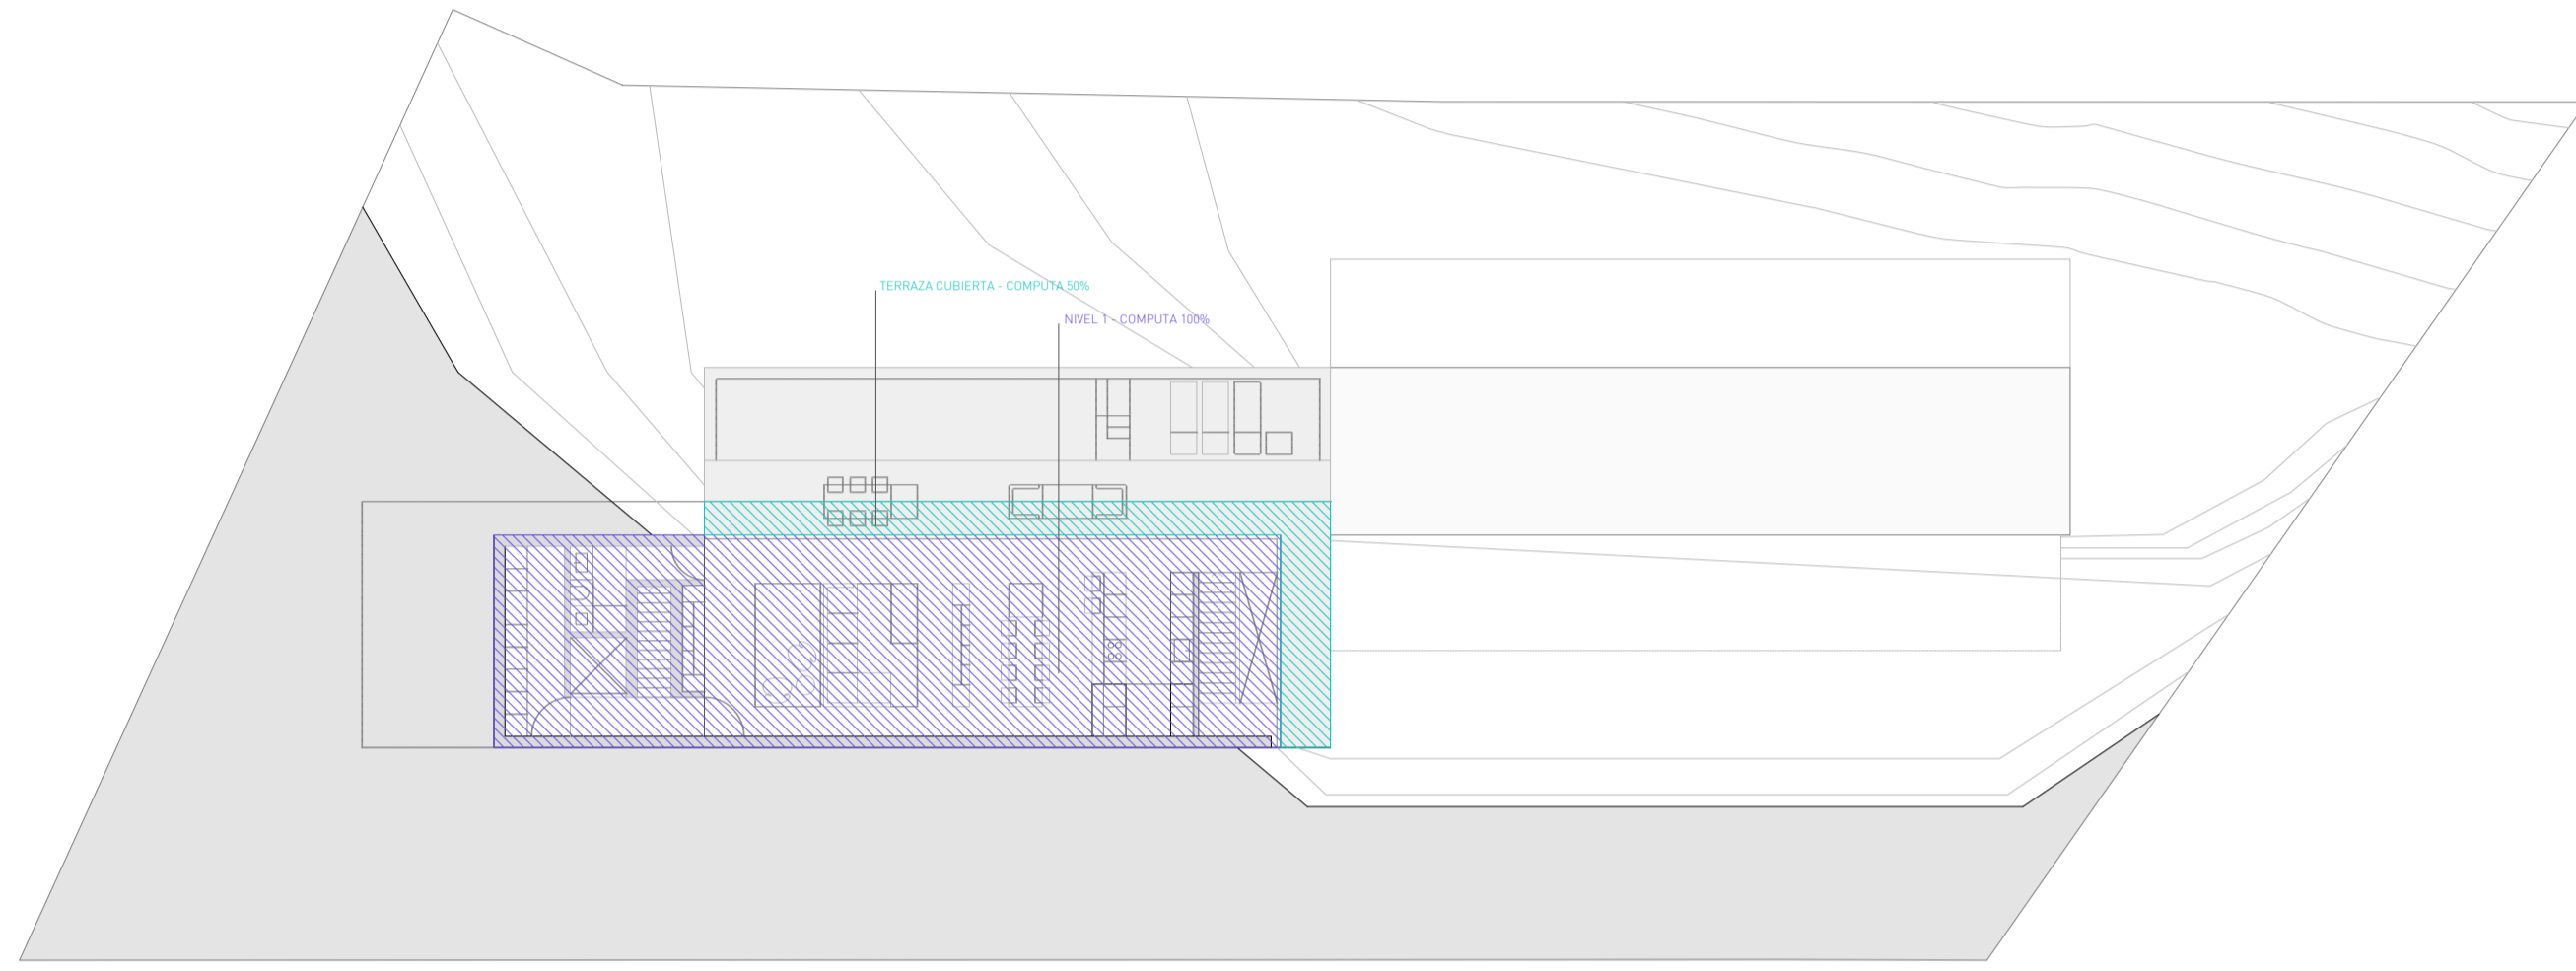 TERRAZA CUBIERTA - COMPUTA 50%
NIVEL 1 - COMPUTA 100%